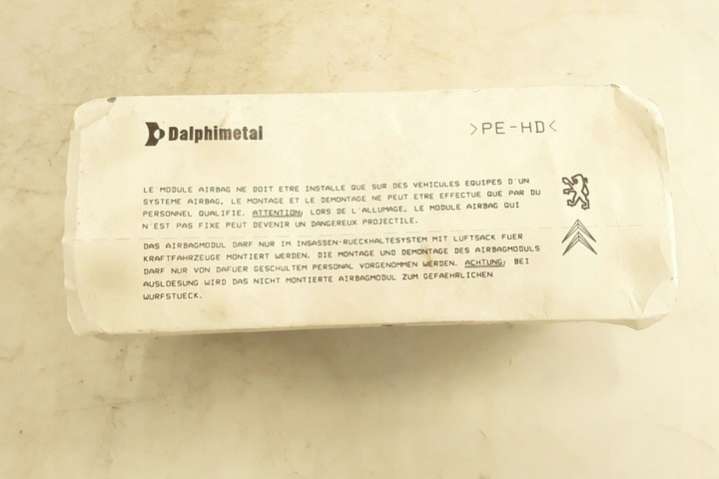 Dalphimetal
>PE-HD<
LE MODULE AIRBAG NE DOIT ETRE INSTALLE QUE SUR DES VEHICULES EQUIPES D'UN
SYSTEME AIRBAG, LE MONTAGE ET LE DEMONTAGE NE PEUT ETRE EFFECTUE QUE PAR DU
PERSONNEL QUALIFIE. ATTENTION: LORS DE L'ALLUMAGE, LE MODULE AIRBAG QUI
N'EST PAS FIXE PEUT DEVENIR UN DANGEREUX PROJECTILE.
DAS AIRBAGMODUL DARF NUR IM INSASSEN-RUECKHALTESYSTEM MIT LUFTSACK FUER
KRAFTFAHRZEUGE MONTIERT WERDEN. DIE MONTAGE UND DEMONTAGE DES AIRBAGMODULS
DARF NUR VON DAFUER GESCHULTEM PERSONAL VORGENOMMEN WERDEN. ACHTUNG: BEI
AUSLOESUNG WIRD DAS NICHT MONTIERTE AIRBAGMODUL ZUM GEFAEHRLICHEN
WURFSTUECK.